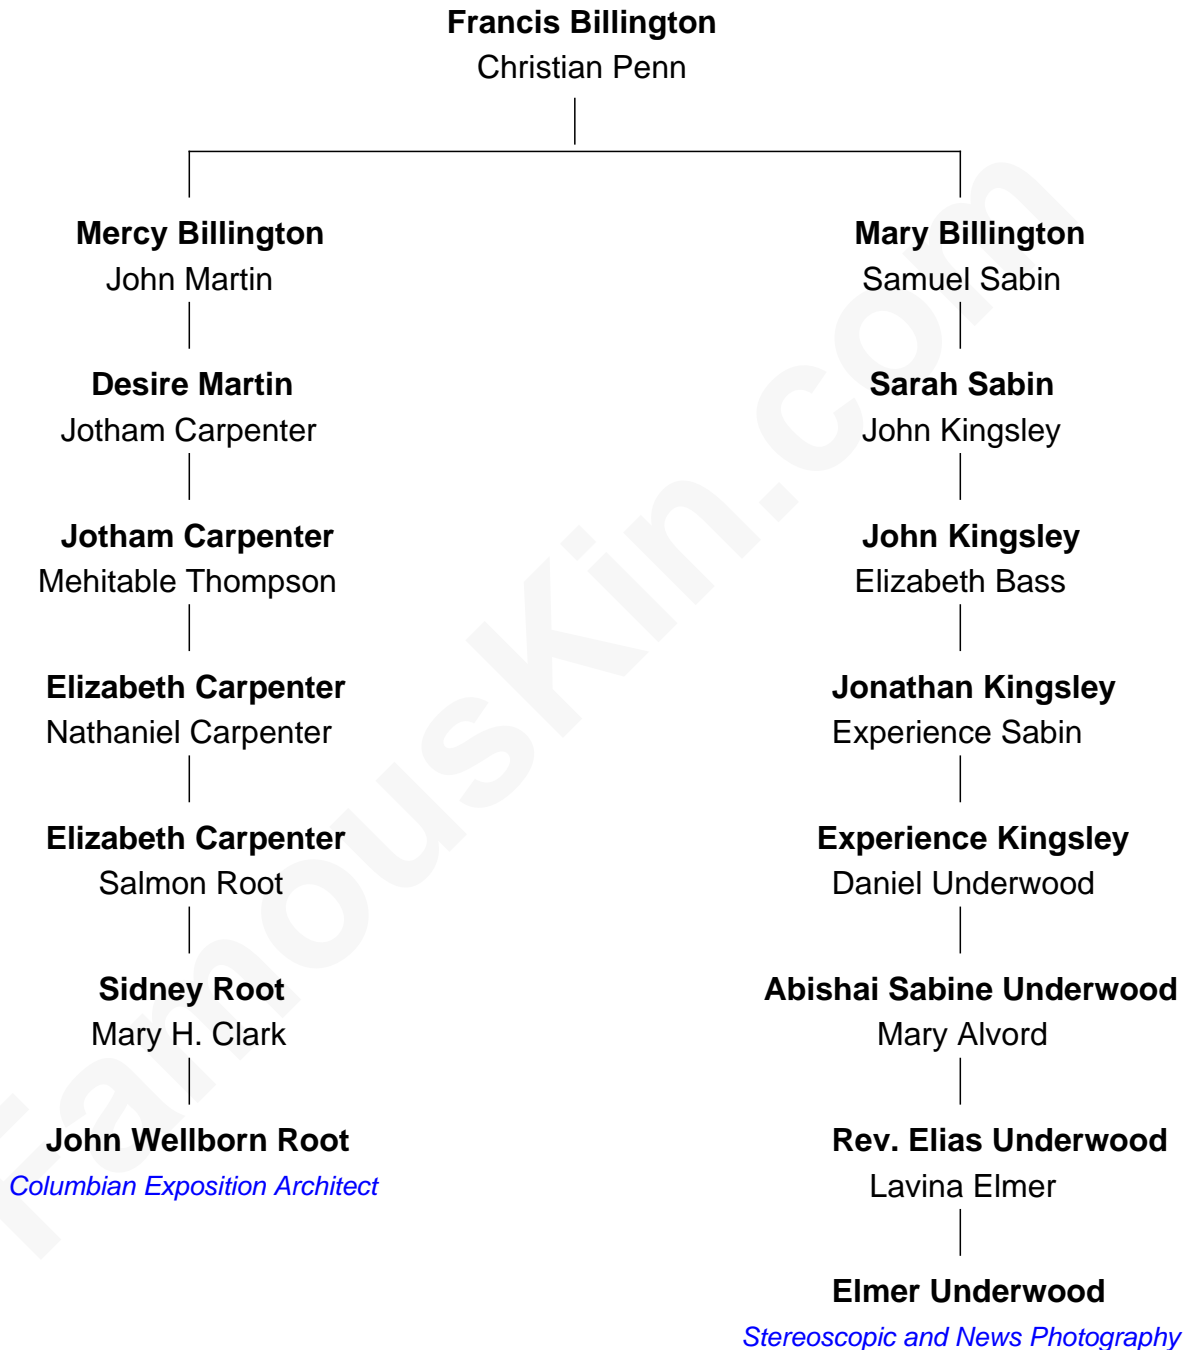 Francis Billington
Christian Penn
Mercy Billington
John Martin
Mary Billington
Samuel Sabin
Desire Martin
Jotham Carpenter
Sarah Sabin
John Kingsley
Jotham Carpenter
Mehitable Thompson
John Kingsley
Elizabeth Bass
Elizabeth Carpenter
Nathaniel Carpenter
Jonathan Kingsley
Experience Sabin
Elizabeth Carpenter
Salmon Root
Experience Kingsley
Daniel Underwood
Sidney Root
Mary H. Clark
Abishai Sabine Underwood
Mary Alvord
John Wellborn Root
Columbian Exposition Architect
Rev. Elias Underwood
Lavina Elmer
Elmer Underwood
Stereoscopic and News Photography
FamousKin.com